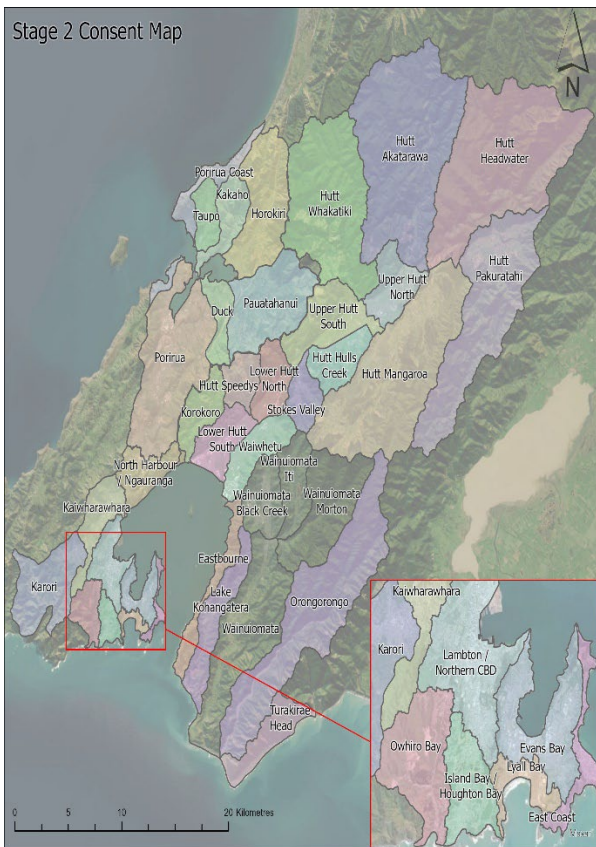 Stage 2 Consent Map
N
Hutt
Akatarawa
Hutt
Headwater
Porirua Coast
Kakaho
Taupo
Horokiri
Hutt
Whakatiki
Hutt
Pakuratahi
Upper Hutt
North
Duck
Pauatahanui
Upper Hutt
South
Porirua
Hutt Hulls
Creek
Hutt Mangaroa
Lower Hutt
North
Hutt Speedys
Stokes Valley
Korokoro
Lower Hutt
South
Waiwhetu
Wainuiomata
Iti
North Harbour
/ Ngauranga
Wainuiomata
Black Creek
Wainuiomata
Morton
Kaiwharawhara
Eastbourne
Karori
Lake
Kohangatera
Orongorongo
Wainuiomata
Turakirae
Head
Kaiwharawhara
Karori
Lambton /
Northern CBD
Owhiro Bay
Evans Bay
Lyall Bay
Island Bay
Houghton Bay
East Coast
0 5 10 20 Kilometres